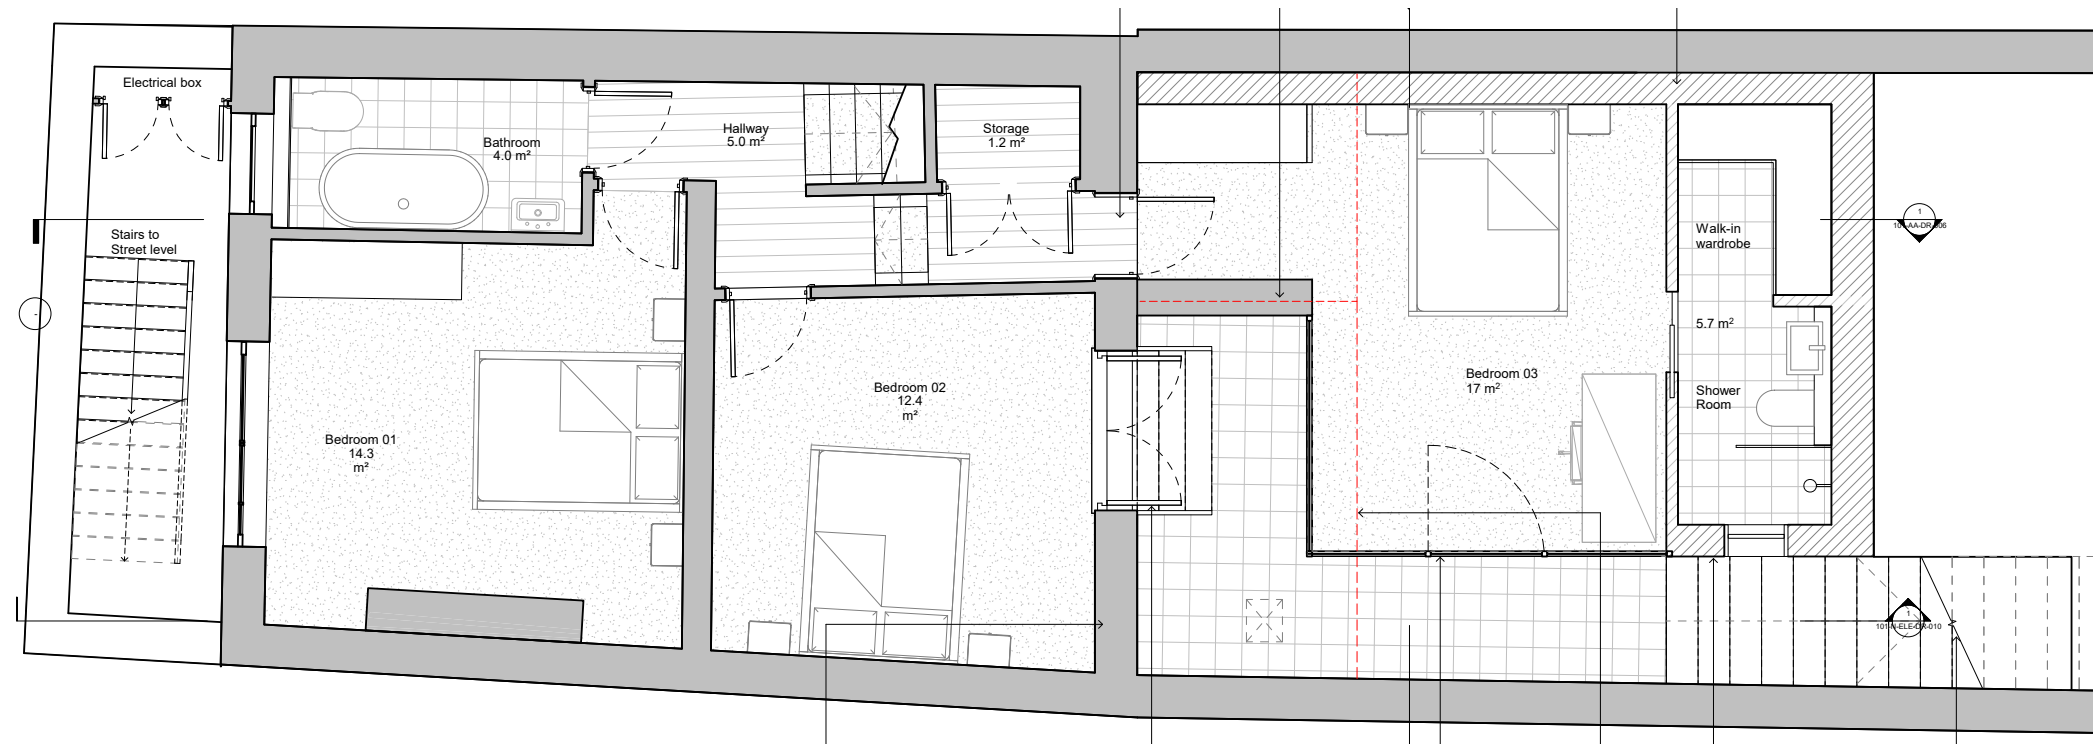 Electrical box
Bathroom
4.0 m²
Hallway
5.0 m²
Storage
1.2 m²
Stairs to
Street level
Walk-in
wardrobe
1
5.7 m²
Bedroom 01
14.3
m²
Bedroom 02
12.4
m²
Bedroom 03
17 m²
Shower
Room